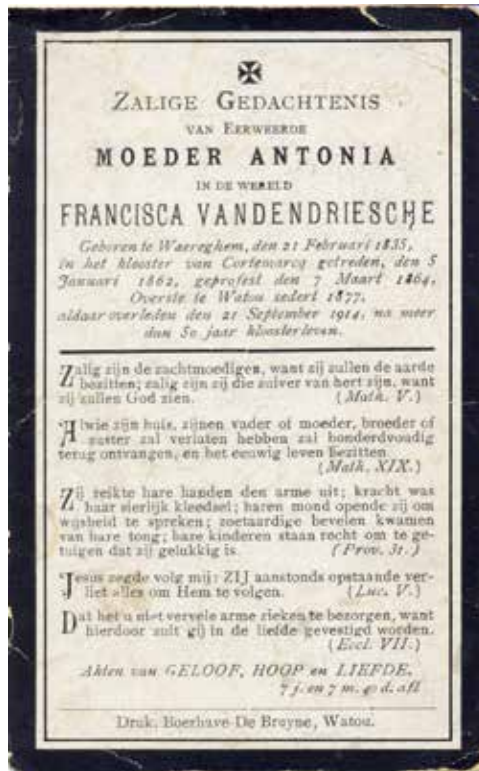 ZALIGE GEDACHTENIS
VAN EERWEERDE
MOEDER ANTONIA
IN DE WERELD
FRANCISCA VANDENDRIESCHE
Geboren te Waereghem, den 21 Februari 1835,
in het klooster van Cortemarcq getreden, den 8
Januari 1862, geprofest den 7 Maart 1864,
Overste te Watou sedert 1877,
aldaar overleden den 21 September 1914, na meer
dan 50 jaar kloosterleven.
Zalig zijn de zachtmoedigen, want zij zullen de aarde
bezitten; zalig zijn zij die zuiver van hert zijn, want
zij zullen God zien. (Math. V.)
Alwie zijn huis, zijnen vader of moeder, broeder of
zuster zal verlaten hebben zal honderdvoudig
terug ontvangen, en het eeuwig leven bezitten
(Math. XIX.)
Zij reikte hare handen den arme uit; kracht was
haar sierlijk kleedsel; haren mond opende zij om
wijsheid te spreken; zoetaardige bevelen kwamen
van hare tong; hare kinderen staan recht om te ge-
tuigen dat zij gelukkig is. (Prov. 31.)
Jesus zegde volg mij: ZIJ aanstonds opstaande ver-
liet alles om Hem te volgen. (Luc. V.)
Dat het u niet vervele arme zieken te bezorgen, want
hierdoor zult gij in de liefde gevestigd worden.
(Eccl. VII.)
Akten van GELOOF, HOOP en LIEFDE.
7 j. en 7 m. 40 d. afl
Druk. Boerhave-De Bruyne, Watou.